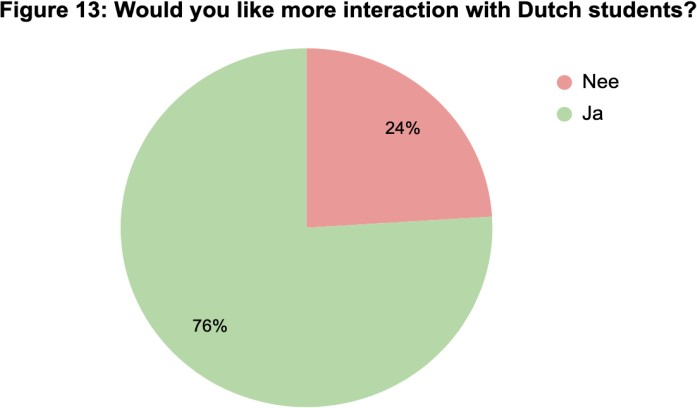 Figure 13: Would you like more interaction with Dutch students?
Nee
Ja
24%
76%